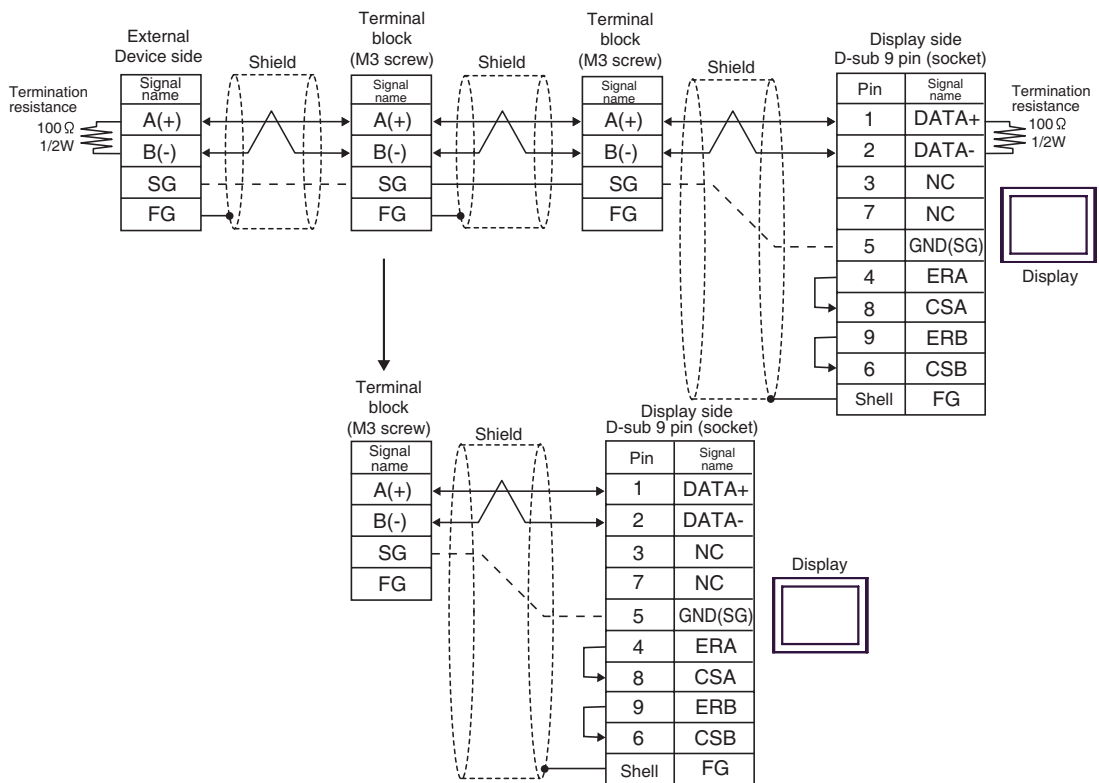 External
Device side
Signal
name
A(+)
B(-)
SG
FG
Termination
resistance
100 Ω
1/2W
Shield
Terminal
block
(M3 screw)
Signal
name
A(+)
B(-)
SG
FG
Shield
Terminal
block
(M3 screw)
Signal
name
A(+)
B(-)
SG
FG
Shield
Display side
D-sub 9 pin (socket)
Pin Signal name
1 DATA+
2 DATA-
3 NC
7 NC
5 GND(SG)
4 ERA
8 CSA
9 ERB
6 CSB
Shell FG
Termination
resistance
100 Ω
1/2W
Display
Terminal
block
(M3 screw)
Signal
name
A(+)
B(-)
SG
FG
Shield
Display side
D-sub 9 pin (socket)
Pin Signal name
1 DATA+
2 DATA-
3 NC
7 NC
5 GND(SG)
4 ERA
8 CSA
9 ERB
6 CSB
Shell FG
Display